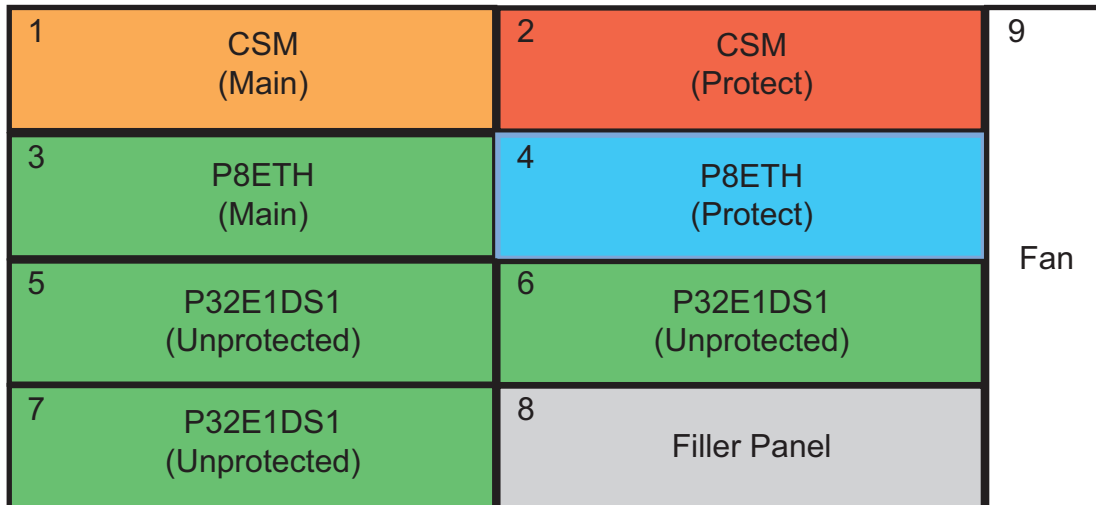 1
CSM
(Main)
2
CSM
(Protect)
9
3
P8ETH
(Main)
4
P8ETH
(Protect)
Fan
5
P32E1DS1
(Unprotected)
6
P32E1DS1
(Unprotected)
7
P32E1DS1
(Unprotected)
8
Filler Panel